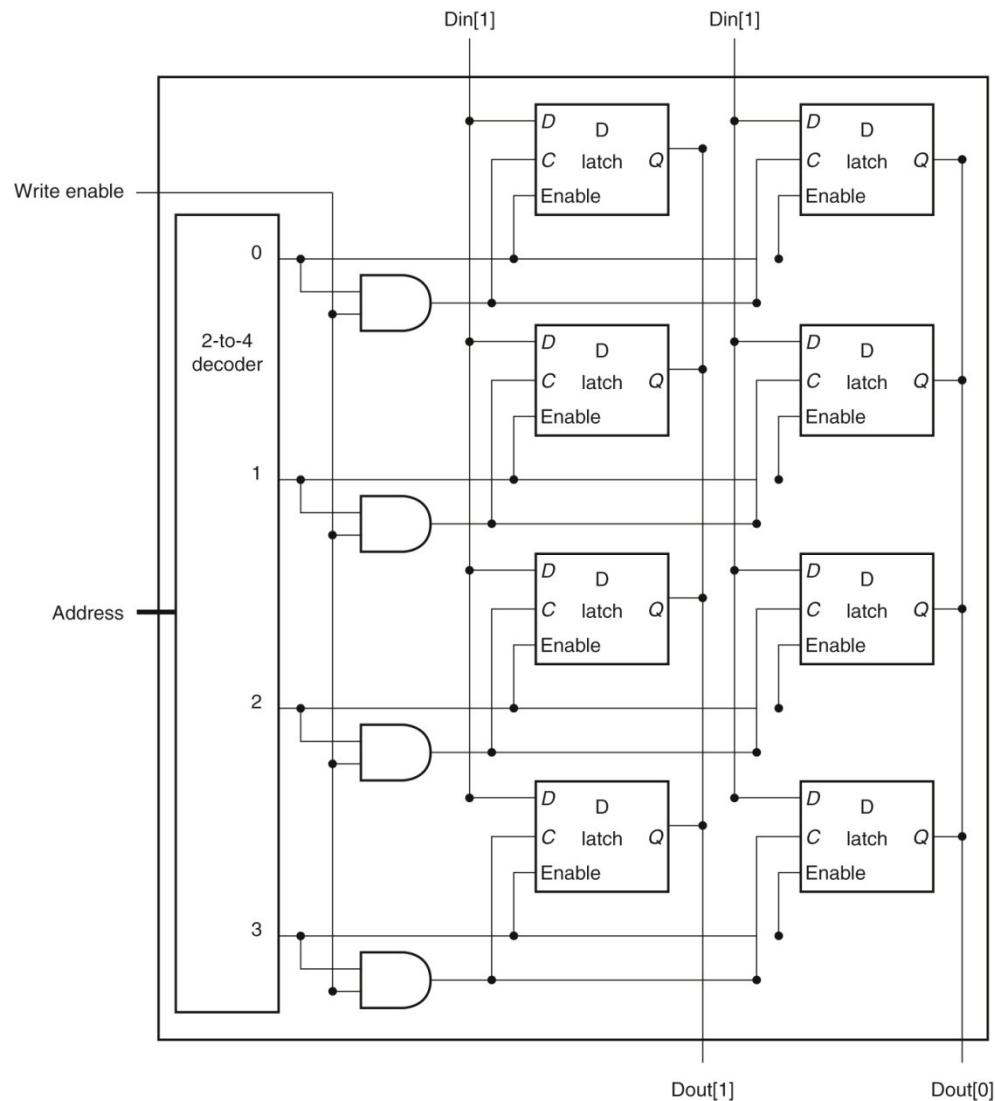 Din[1] Din[1]
D D
latch
C Q
Enable
D D
latch
C Q
Enable
Write enable
0
2-to-4
decoder
D D
latch
C Q
Enable
D D
latch
C Q
Enable
1
Address
D D
latch
C Q
Enable
D D
latch
C Q
Enable
2
D D
latch
C Q
Enable
D D
latch
C Q
Enable
3
Dout[1] Dout[0]